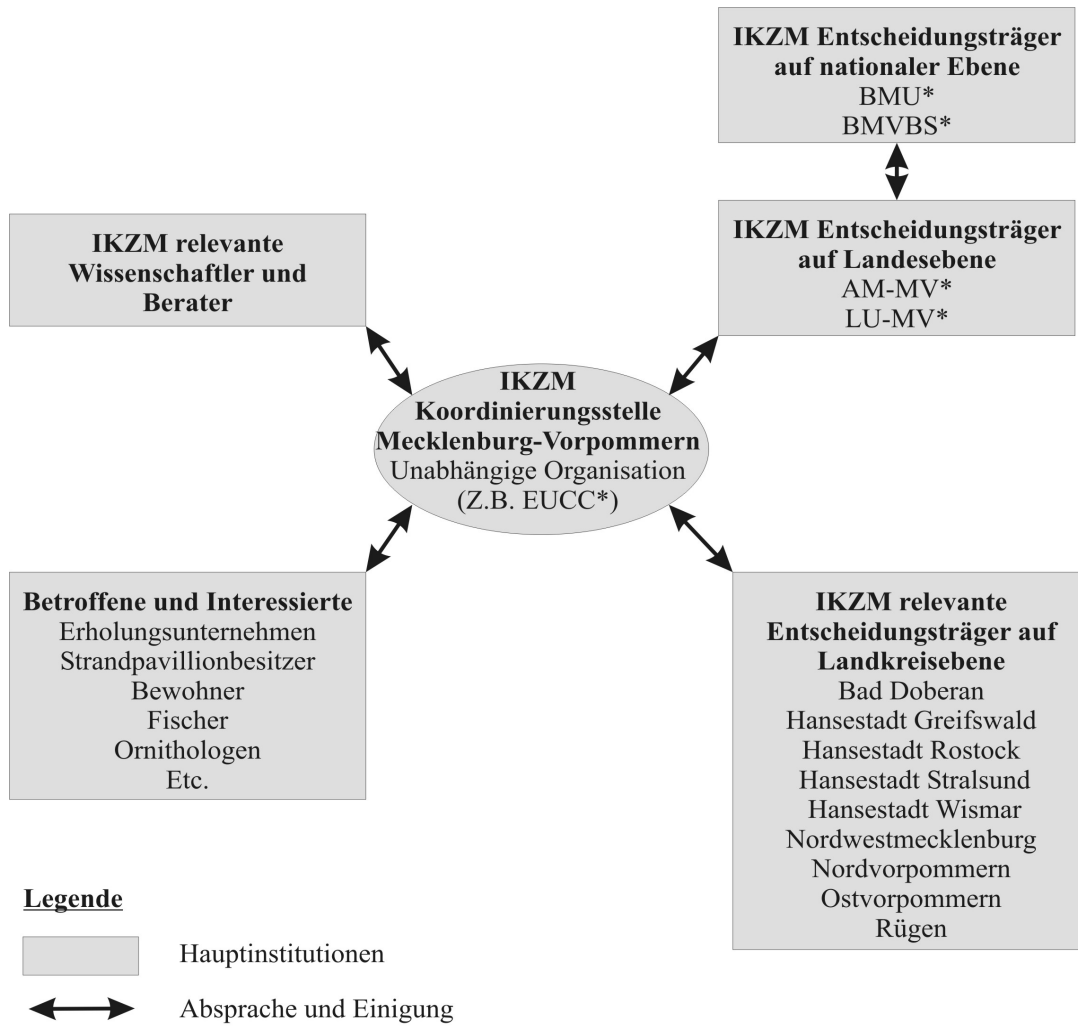 IKZM Entscheidungsträger
auf nationaler Ebene
BMU*
BMVBS*
IKZM relevante
Wissenschaftler und
Berater
IKZM Entscheidungsträger
auf Landesebene
AM-MV*
LU-MV*
IKZM
Koordinierungsstelle
Mecklenburg-Vorpommern
Unabhängige Organisation
(Z.B. EUCC*)
Betroffene und Interessierte
Erholungsunternehmen
Strandpavillionbesitzer
Bewohner
Fischer
Ornithologen
Etc.
IKZM relevante
Entscheidungsträger auf
Landkreisebene
Bad Doberan
Hansestadt Greifswald
Hansestadt Rostock
Hansestadt Stralsund
Hansestadt Wismar
Nordwestmecklenburg
Nordvorpommern
Ostvorpommern
Rügen
Legende
Hauptinstitutionen
Absprache und Einigung